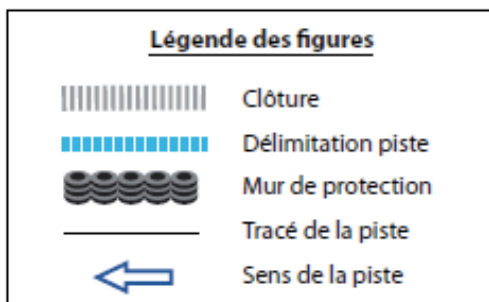 Légende des figures
Clôture
Délimitation piste
Mur de protection
Tracé de la piste
Sens de la piste